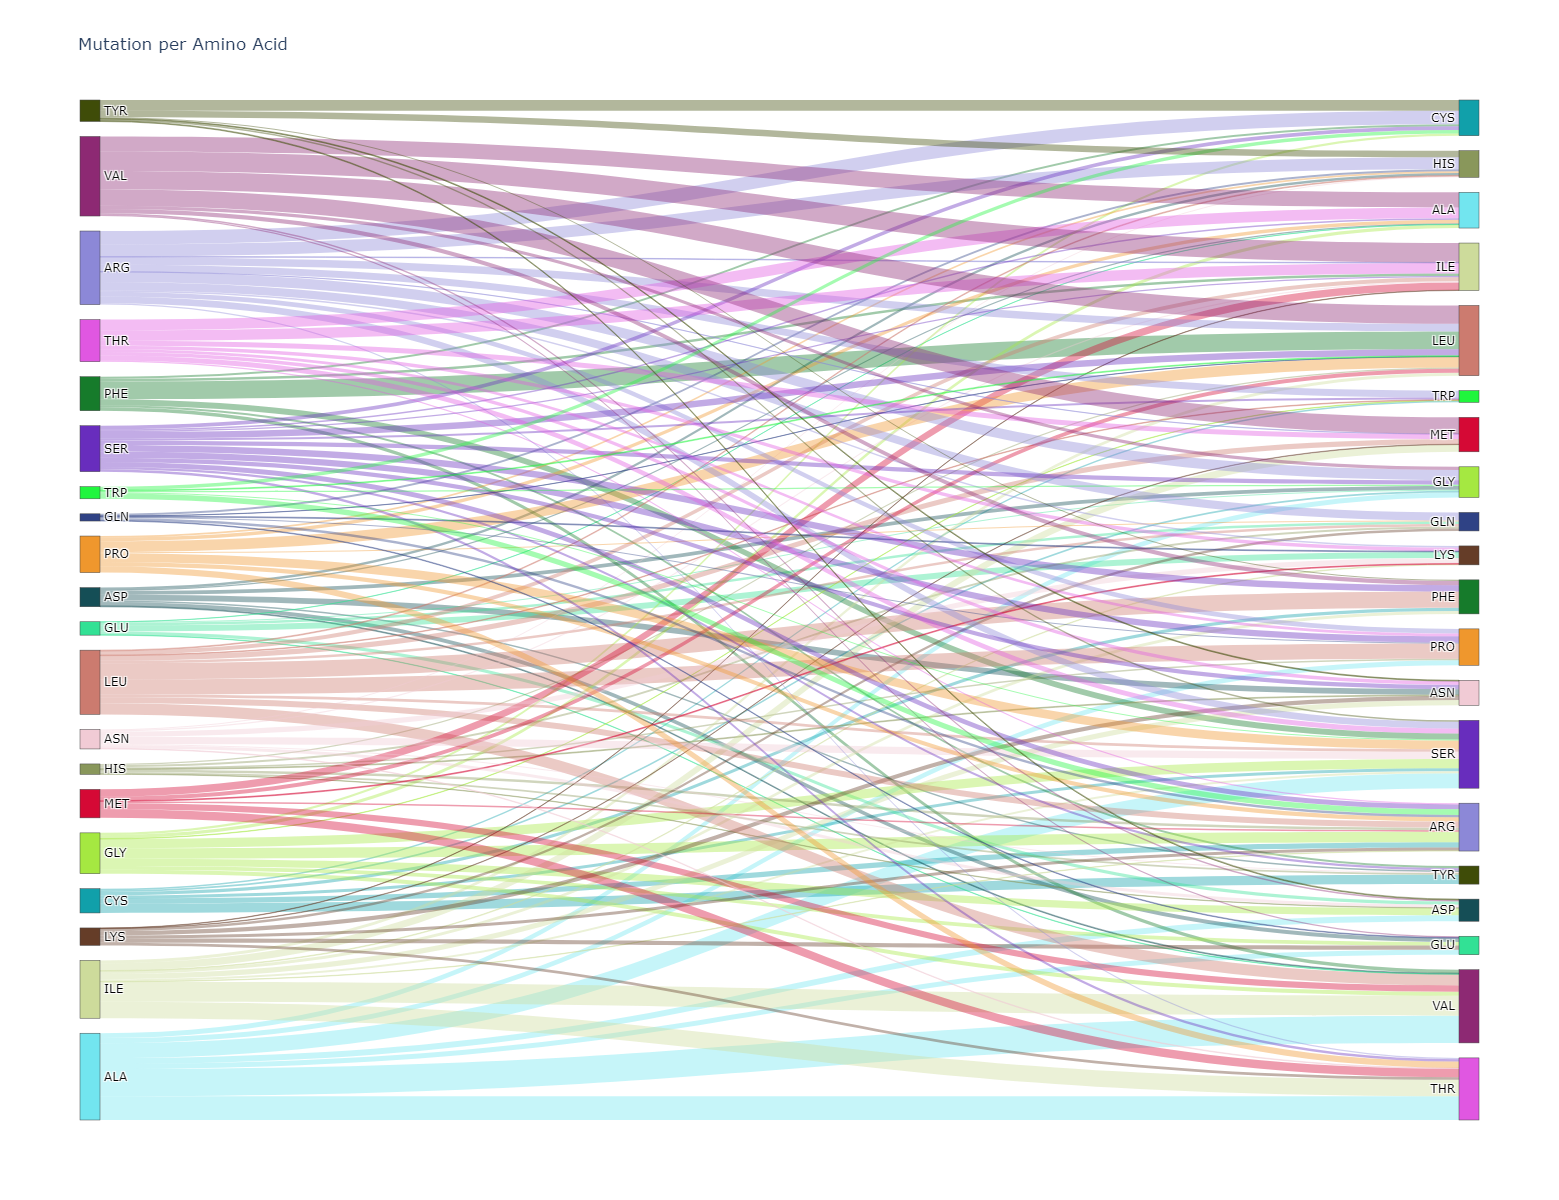 Mutation per Amino Acid
TYR
VAL
ARG
THR
PHE
SER
TRP
GLN
PRO
ASP
GLU
LEU
ASN
HIS
MET
GLY
CYS
LYS
ILE
ALA
CYS
HIS
ALA
ILE
LEU
TRP
MET
GLY
GLN
LYS
PHE
PRO
ASN
SER
ARG
TYR
ASP
GLU
VAL
THR